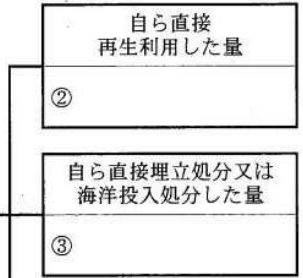 自ら直接
再生利用した量
②
自ら直接埋立処分又は
海洋投入処分した量
③